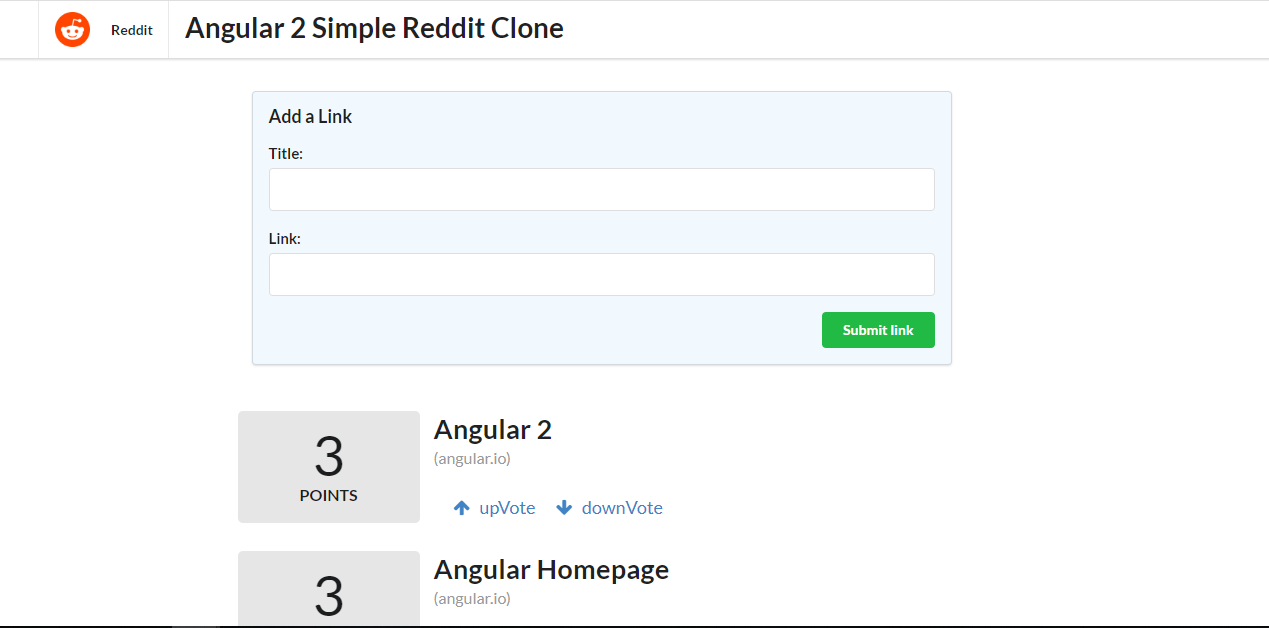 Reddit
Angular 2 Simple Reddit Clone
Add a Link
Title:
Link:
Submit link
3
POINTS
Angular 2
(angular.io)
upVote downVote
3
Angular Homepage
(angular.io)